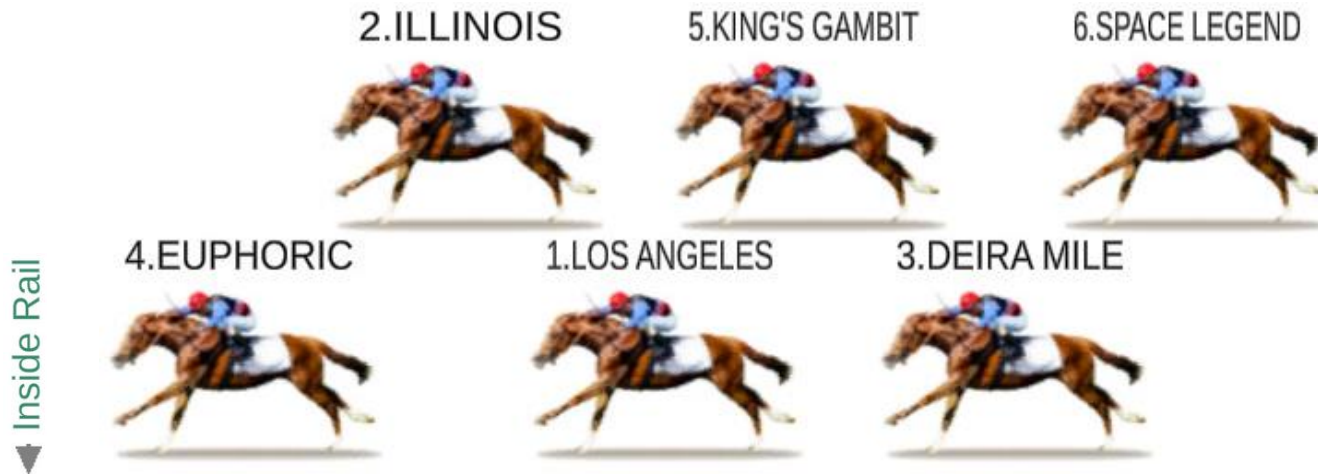 2.ILLINOIS
5.KING'S GAMBIT
6.SPACE LEGEND
4.EUPHORIC
1.LOS ANGELES
3.DEIRA MILE
Inside Rail